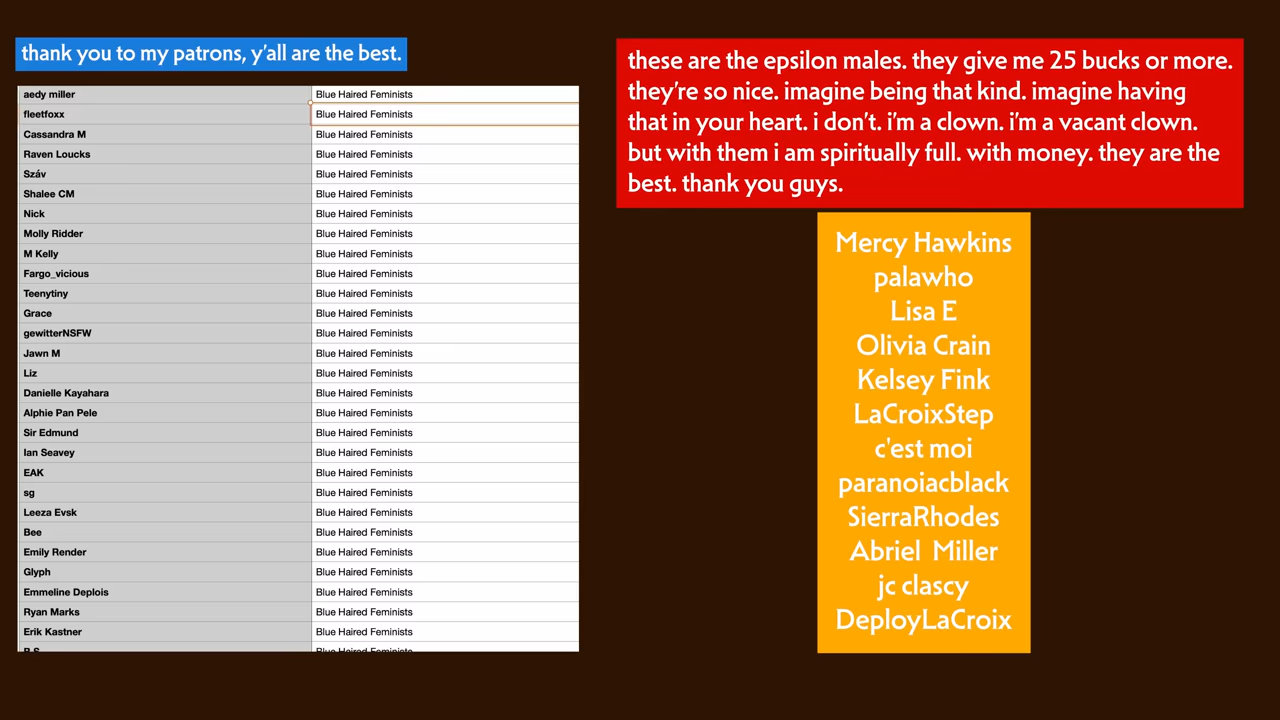 thank you to my patrons, y'all are the best.
aedy miller Blue Haired Feminists
fleetfoxx Blue Haired Feminists
Cassandra M Blue Haired Feminists
Raven Loucks Blue Haired Feminists
Száv Blue Haired Feminists
Shalee CM Blue Haired Feminists
Nick Blue Haired Feminists
Molly Ridder Blue Haired Feminists
M Kelly Blue Haired Feminists
Fargo_vicious Blue Haired Feminists
Teenytiny Blue Haired Feminists
Grace Blue Haired Feminists
gewitterNSFW Blue Haired Feminists
Jawn M Blue Haired Feminists
Liz Blue Haired Feminists
Danielle Kayahara Blue Haired Feminists
Alphie Pan Pele Blue Haired Feminists
Sir Edmund Blue Haired Feminists
Ian Seavey Blue Haired Feminists
EAK Blue Haired Feminists
sg Blue Haired Feminists
Leeza Evsk Blue Haired Feminists
Bee Blue Haired Feminists
Emily Render Blue Haired Feminists
Glyph Blue Haired Feminists
Emmeline Deplois Blue Haired Feminists
Ryan Marks Blue Haired Feminists
Erik Kastner Blue Haired Feminists
Blue Haired Feminists
these are the epsilon males. they give me 25 bucks or more.
they're so nice. imagine being that kind. imagine having
that in your heart. i don't. i'm a clown. i'm a vacant clown.
but with them i am spiritually full. with money. they are the
best. thank you guys.
Mercy Hawkins
palawho
Lisa E
Olivia Crain
Kelsey Fink
LaCroixStep
c'est moi
paranoiacblack
SierraRhodes
Abriel Miller
jc clascy
DeployLaCroix